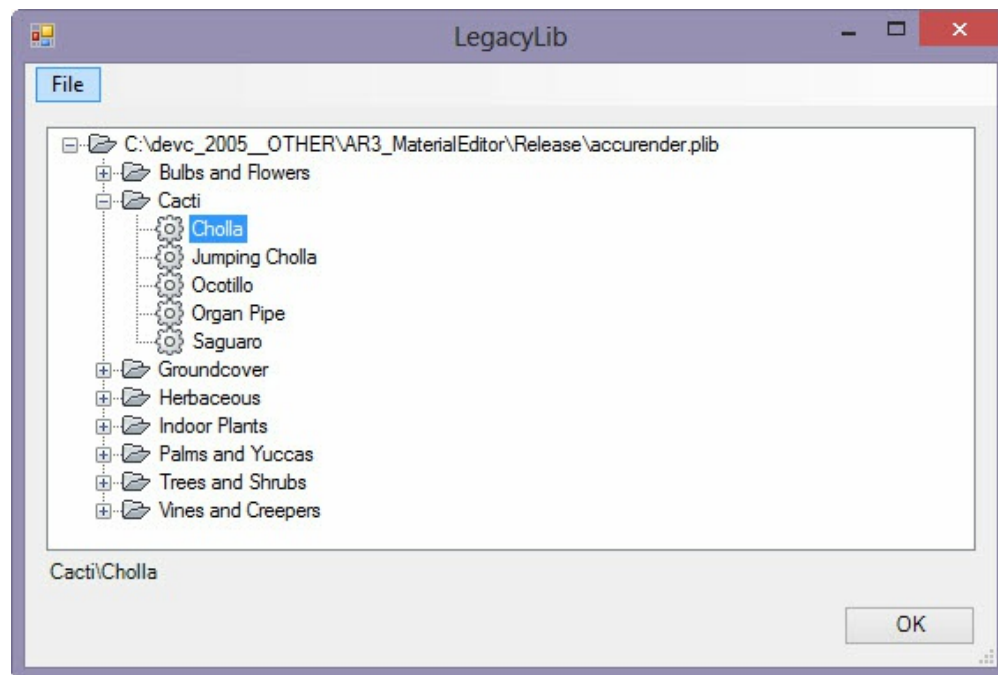 LegacyLib
File
C:\devc_2005__OTHER\AR3_MaterialEditor\Release\accurender.plib
Bulbs and Flowers
Cacti
Cholla
Jumping Cholla
Ocotillo
Organ Pipe
Saguaro
Groundcover
Herbaceous
Indoor Plants
Palms and Yuccas
Trees and Shrubs
Vines and Creepers
Cacti\Cholla
OK